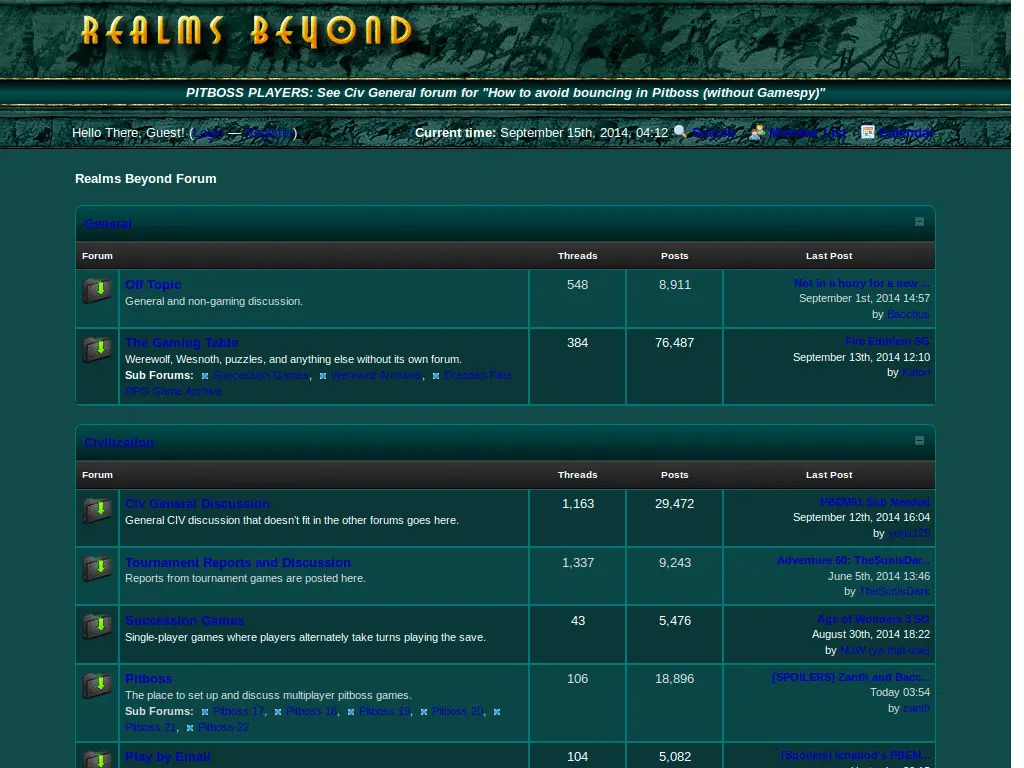 REALMS BEYOND
PITBOSS PLAYERS: See Civ General forum for "How to avoid bouncing in Pitboss (without Gamespy)"
Hello There, Guest! (Login — Register) Current time: September 15th, 2014, 04:12 Search Member List Calendar
Realms Beyond Forum
General
Forum Threads Posts Last Post
Off Topic 548 8,911 Not in a hurry for a new ...
General and non-gaming discussion. September 1st, 2014 14:57
by Bacchus
The Gaming Table 384 76,487 Fire Emblem SG
Werewolf, Wesnoth, puzzles, and anything else without its own forum. September 13th, 2014 12:10
Sub Forums: Succession Games, Werewolf Archives, Dresden Files by Kalan
RPG Game Archive
Civilization
Forum Threads Posts Last Post
Civ General Discussion 1,163 29,472 PBEM61 Sub Needed
General CIV discussion that doesn't fit in the other forums goes here. September 12th, 2014 16:04
by yuris125
Tournament Reports and Discussion 1,337 9,243 Adventure 60: TheSunIsDar...
Reports from tournament games are posted here. June 5th, 2014 13:46
by TheSunIsDark
Succession Games 43 5,476 Age of Wonders 3 SG
Single-player games where players alternately take turns playing the save. August 30th, 2014 18:22
by MJW (ya that one)
Pitboss 106 18,896 [SPOILERS] Zanth and Bacc...
The place to set up and discuss multiplayer pitboss games. Today 03:54
Sub Forums: Pitboss 17, Pitboss 18, Pitboss 19, Pitboss 20, by zanth
Pitboss 21, Pitboss 22
Play by Email 104 5,082 [Spoilers] Ichabod's PBEM...